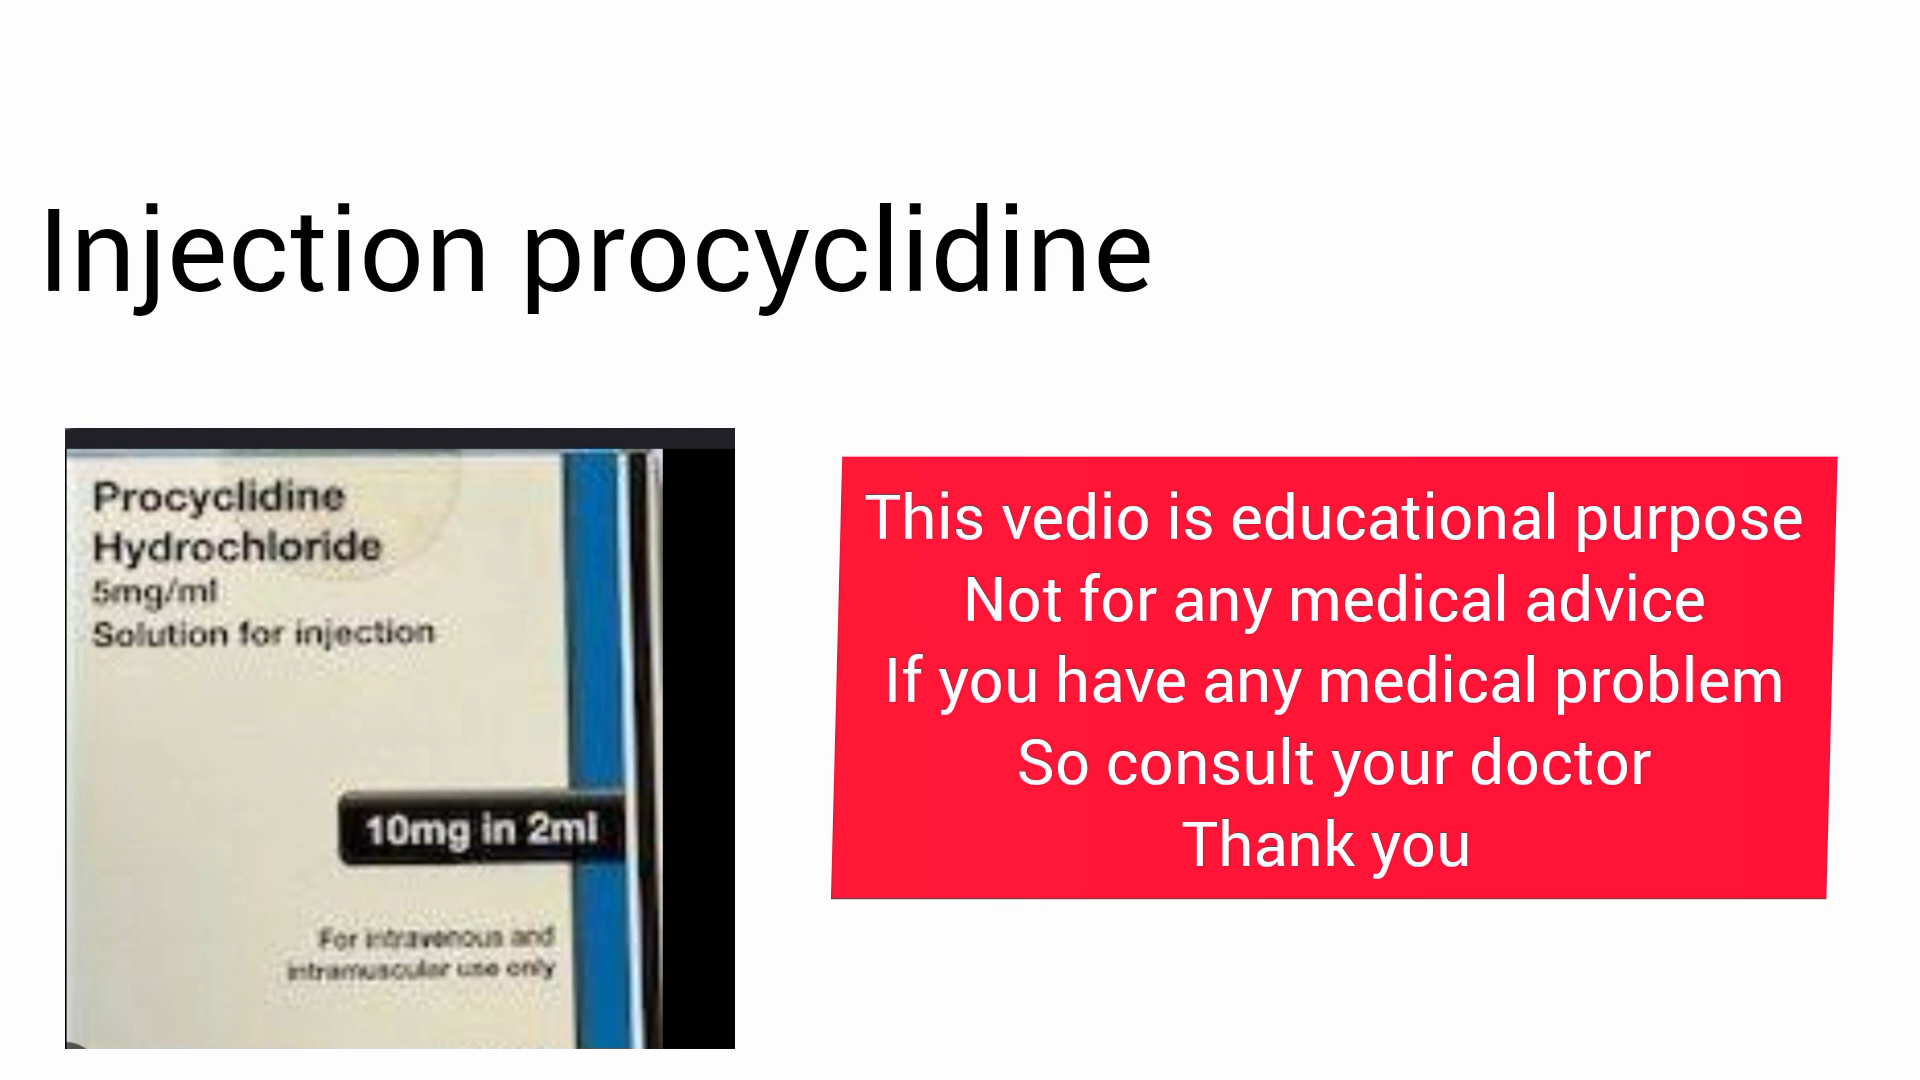 Injection procyclidine
Procyclidine
Hydrochloride
5mg/ml
Solution for injection
10mg in 2ml
For intravenous and
intramuscular use only
This vedio is educational purpose
Not for any medical advice
If you have any medical problem
So consult your doctor
Thank you